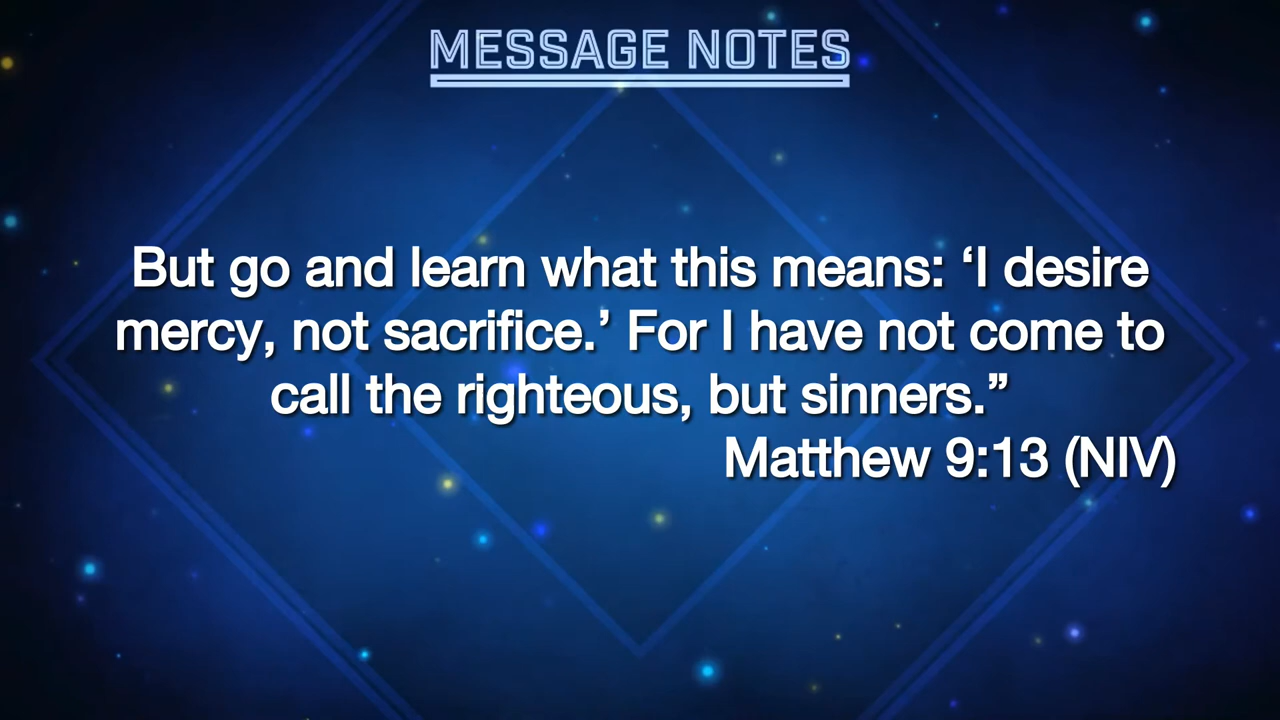 MESSAGE NOTES
But go and learn what this means: ‘I desire
mercy, not sacrifice.’ For I have not come to
call the righteous, but sinners.”
Matthew 9:13 (NIV)